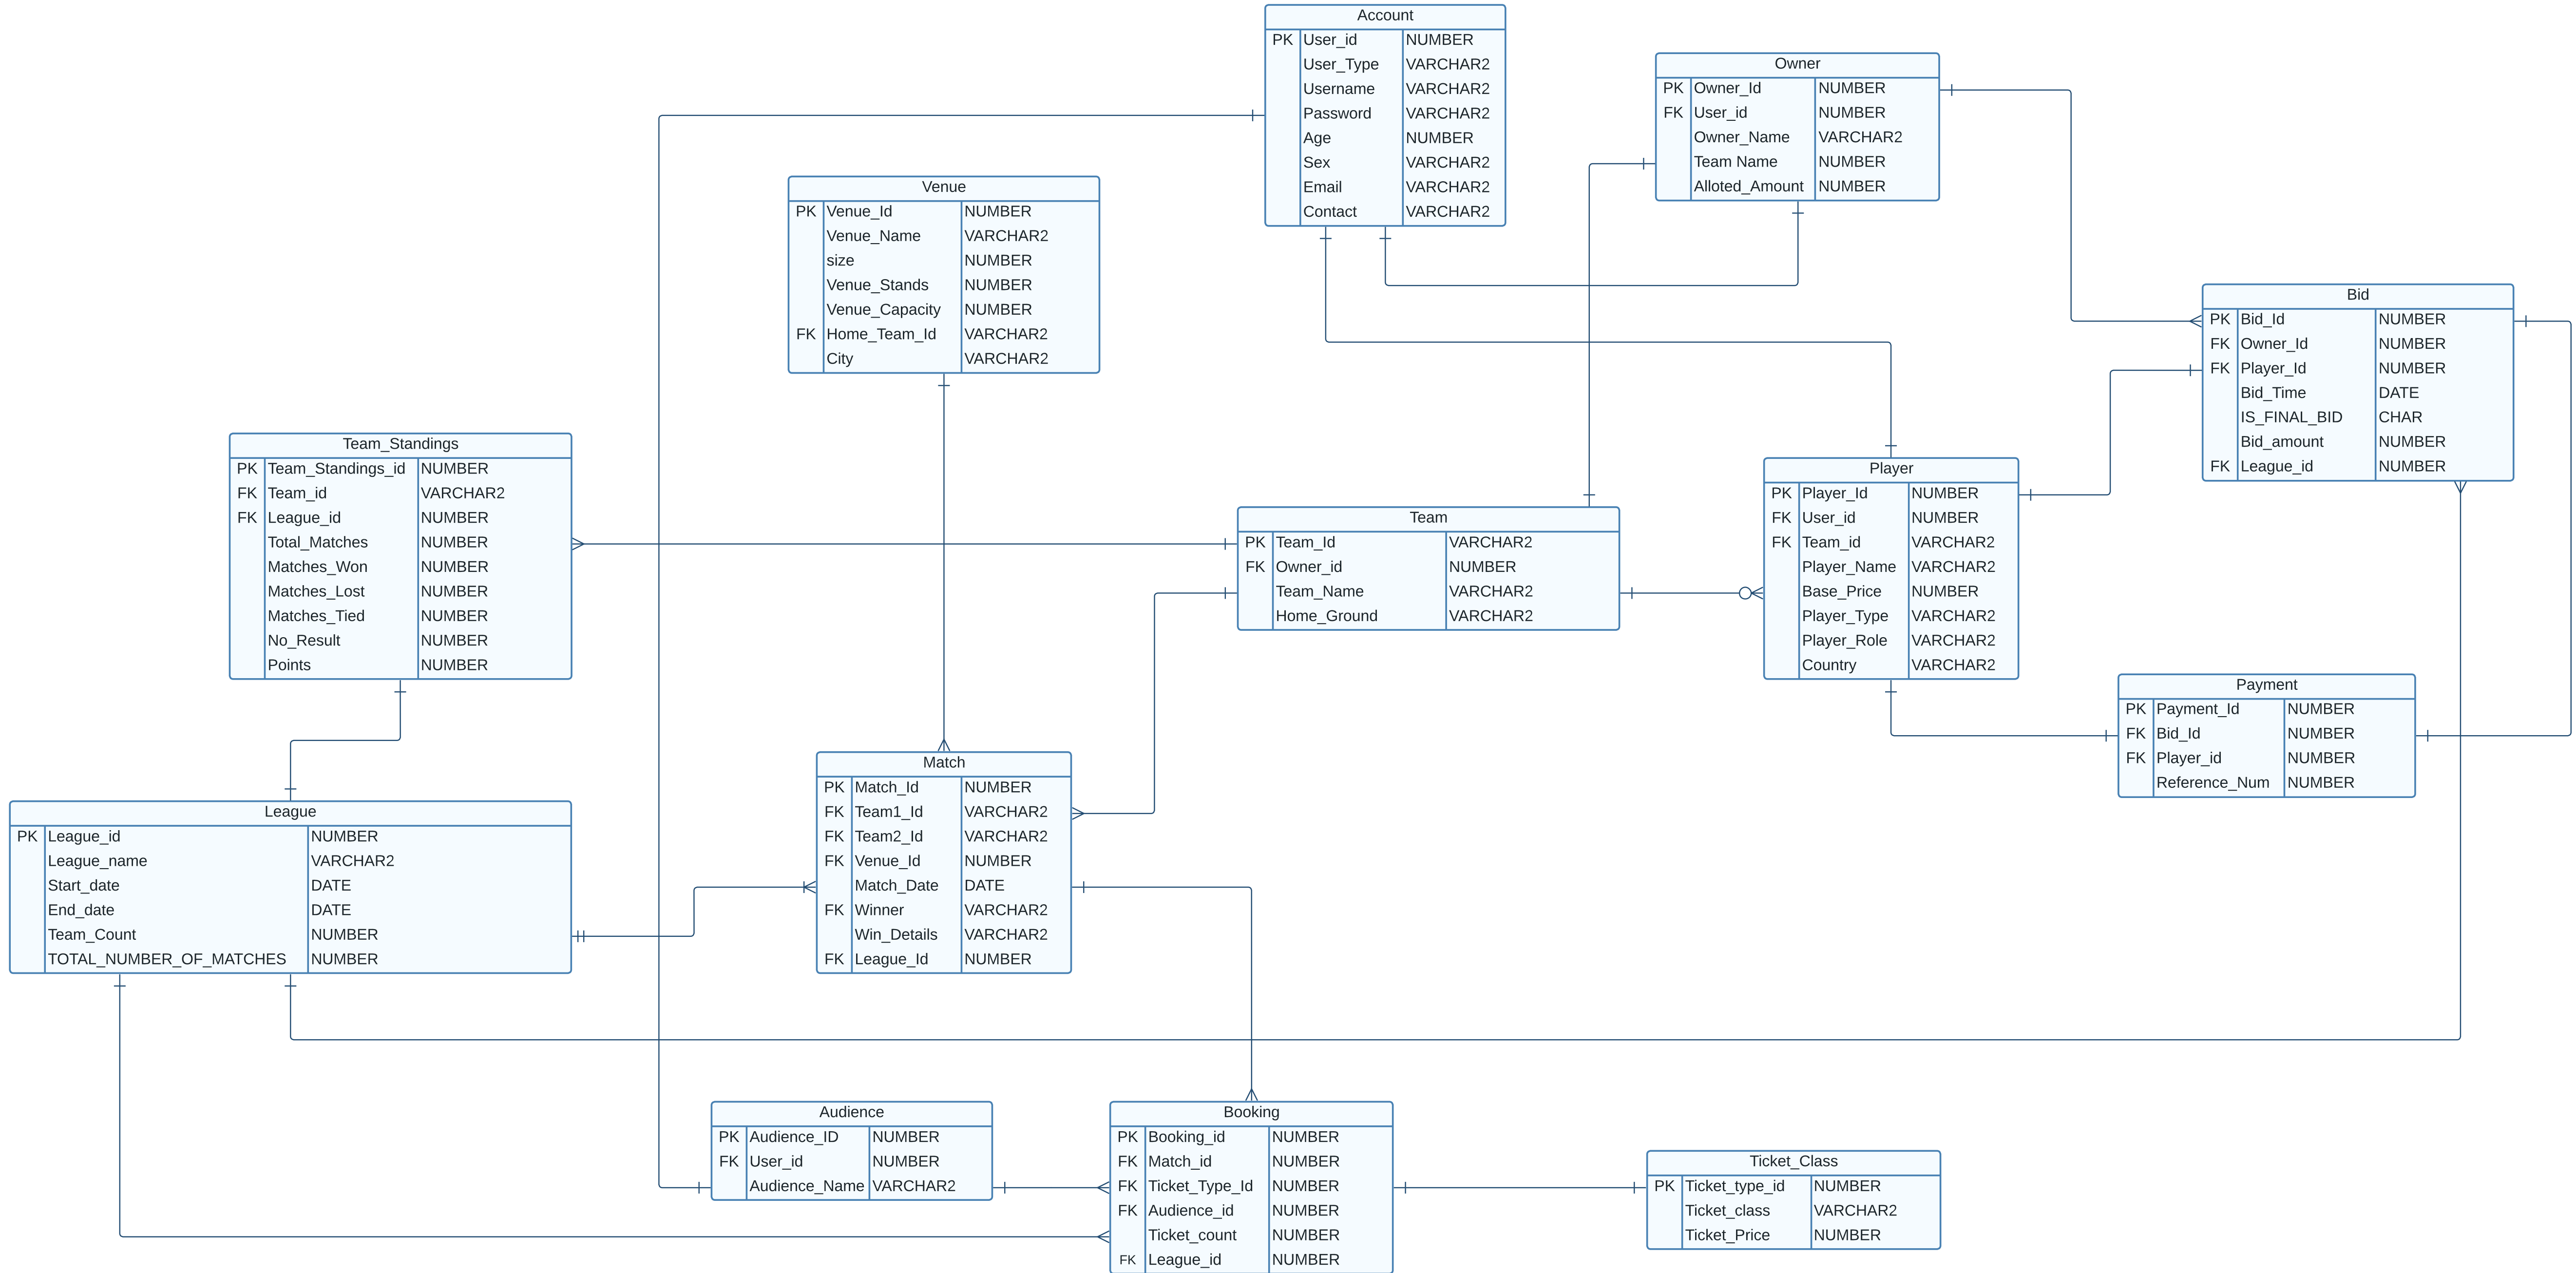 Account
PK User_id NUMBER
User_Type VARCHAR2
Username VARCHAR2
Password VARCHAR2
Age NUMBER
Sex VARCHAR2
Email VARCHAR2
Contact VARCHAR2
Owner
PK Owner_Id NUMBER
FK User_id NUMBER
Owner_Name VARCHAR2
Team Name NUMBER
Alloted_Amount NUMBER
Venue
PK Venue_Id NUMBER
Venue_Name VARCHAR2
size NUMBER
Venue_Stands NUMBER
Venue_Capacity NUMBER
FK Home_Team_Id VARCHAR2
City VARCHAR2
Bid
PK Bid_Id NUMBER
FK Owner_Id NUMBER
FK Player_Id NUMBER
Bid_Time DATE
IS_FINAL_BID CHAR
Bid_amount NUMBER
FK League_id NUMBER
Team_Standings
PK Team_Standings_id NUMBER
FK Team_id VARCHAR2
FK League_id NUMBER
Total_Matches NUMBER
Matches_Won NUMBER
Matches_Lost NUMBER
Matches_Tied NUMBER
No_Result NUMBER
Points NUMBER
Team
PK Team_Id VARCHAR2
FK Owner_id NUMBER
Team_Name VARCHAR2
Home_Ground VARCHAR2
Player
PK Player_Id NUMBER
FK User_id NUMBER
FK Team_id VARCHAR2
Player_Name VARCHAR2
Base_Price NUMBER
Player_Type VARCHAR2
Player_Role VARCHAR2
Country VARCHAR2
Payment
PK Payment_Id NUMBER
FK Bid_Id NUMBER
FK Player_id NUMBER
Reference_Num NUMBER
Match
PK Match_Id NUMBER
FK Team1_Id VARCHAR2
FK Team2_Id VARCHAR2
FK Venue_Id NUMBER
Match_Date DATE
FK Winner VARCHAR2
Win_Details VARCHAR2
FK League_Id NUMBER
League
PK League_id NUMBER
League_name VARCHAR2
Start_date DATE
End_date DATE
Team_Count NUMBER
TOTAL_NUMBER_OF_MATCHES NUMBER
Audience
PK Audience_ID NUMBER
FK User_id NUMBER
Audience_Name VARCHAR2
Booking
PK Booking_id NUMBER
FK Match_id NUMBER
FK Ticket_Type_Id NUMBER
FK Audience_id NUMBER
Ticket_count NUMBER
FK League_id NUMBER
Ticket_Class
PK Ticket_type_id NUMBER
Ticket_class VARCHAR2
Ticket_Price NUMBER